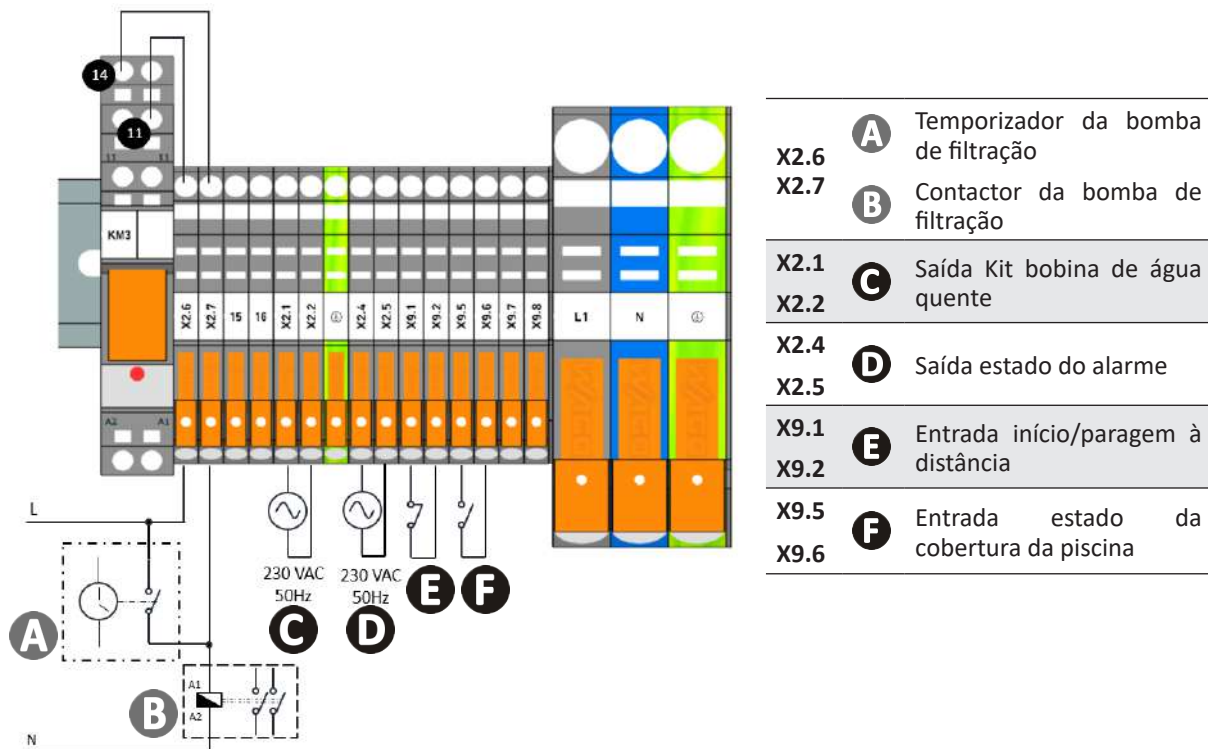 14
11
11 11
KM3
X2.6 X2.7 15 16 X2.1 X2.2 X2.4 X2.5 X9.1 X9.2 X9.5 X9.6 X9.7 X9.8 L1 N
A2 A1
L
230 VAC
50Hz
C
230 VAC
50Hz
D
E
F
A
A1
A2
B
N
X2.6
X2.7
A
Temporizador da bomba
de filtração
B
Contactor da bomba de
filtração
X2.1
X2.2
C
Saída Kit bobina de água
quente
X2.4
X2.5
D
Saída estado do alarme
X9.1
X9.2
E
Entrada início/paragem à
distância
X9.5
X9.6
F
Entrada estado da
cobertura da piscina